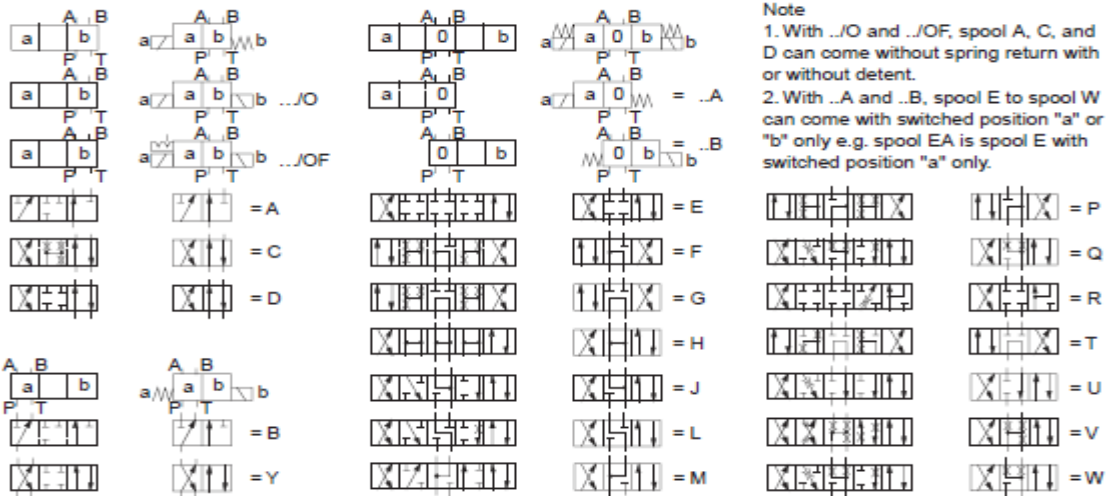 A B
a b
P T
A B
a a b b
P T
A B
a 0 b
P T
A B
a a 0 b b
P T
A B
a b
P T
A B
a a b b .../O
P T
A B
a 0
P T
A B
a a 0 = ..A
P T
A B
a b
P T
A B
a a b b .../OF
P T
A B
0 b
P T
A B
0 b b = ..B
P T
= A
= C
= D
A B
a b
P T
a a b b
P T
= B
= Y
= E
= F
= G
= H
= J
= L
= M
Note
1. With ../O and ../OF, spool A, C, and
D can come without spring return with
or without detent.
2. With ..A and ..B, spool E to spool W
can come with switched position "a" or
"b" only e.g. spool EA is spool E with
switched position "a" only.
= P
= Q
= R
= T
= U
= V
= W